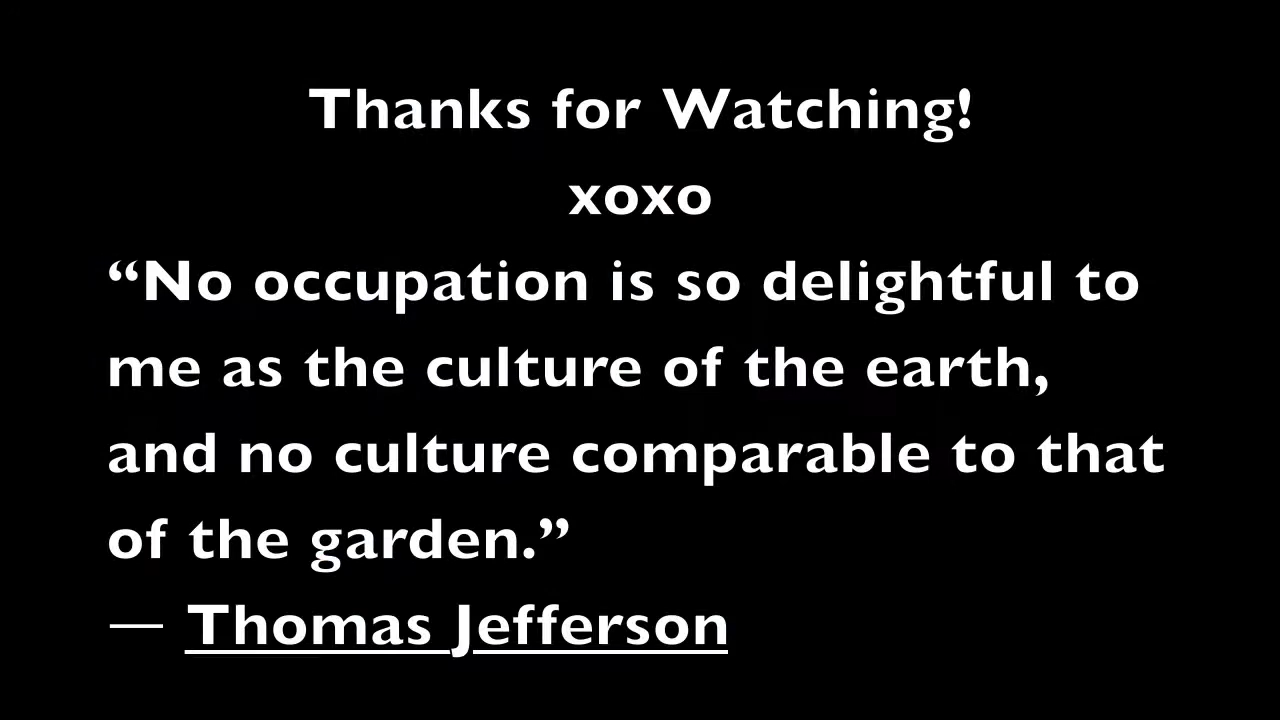 Thanks for Watching!
xoxo
“No occupation is so delightful to
me as the culture of the earth,
and no culture comparable to that
of the garden.”
— Thomas Jefferson